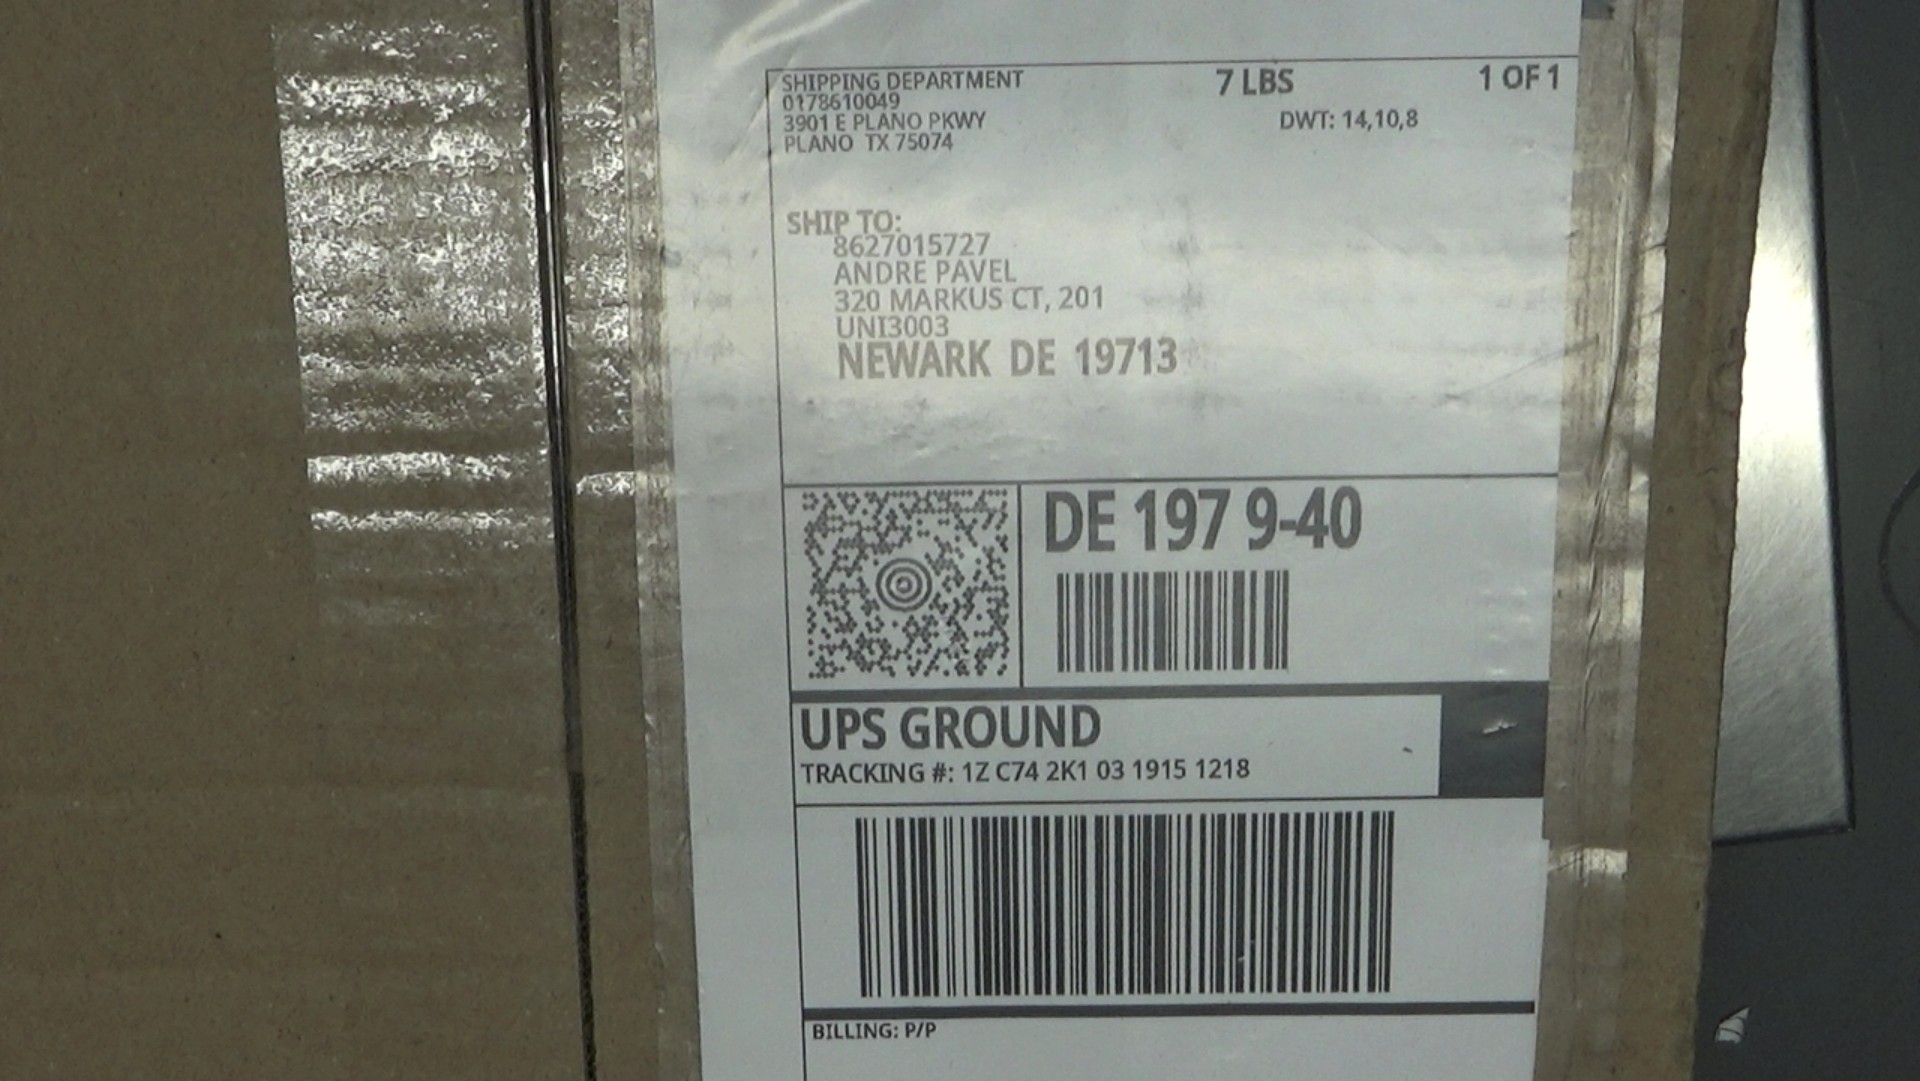 SHIPPING DEPARTMENT
0178610049
3901 E PLANO PKWY
PLANO TX 75074
7 LBS
1 OF 1
DWT: 14,10,8
SHIP TO:
8627015727
ANDRE PAVEL
320 MARKUS CT, 201
UNI3003
NEWARK DE 19713
DE 197 9-40
UPS GROUND
TRACKING #: 1Z C74 2K1 03 1915 1218
BILLING: P/P